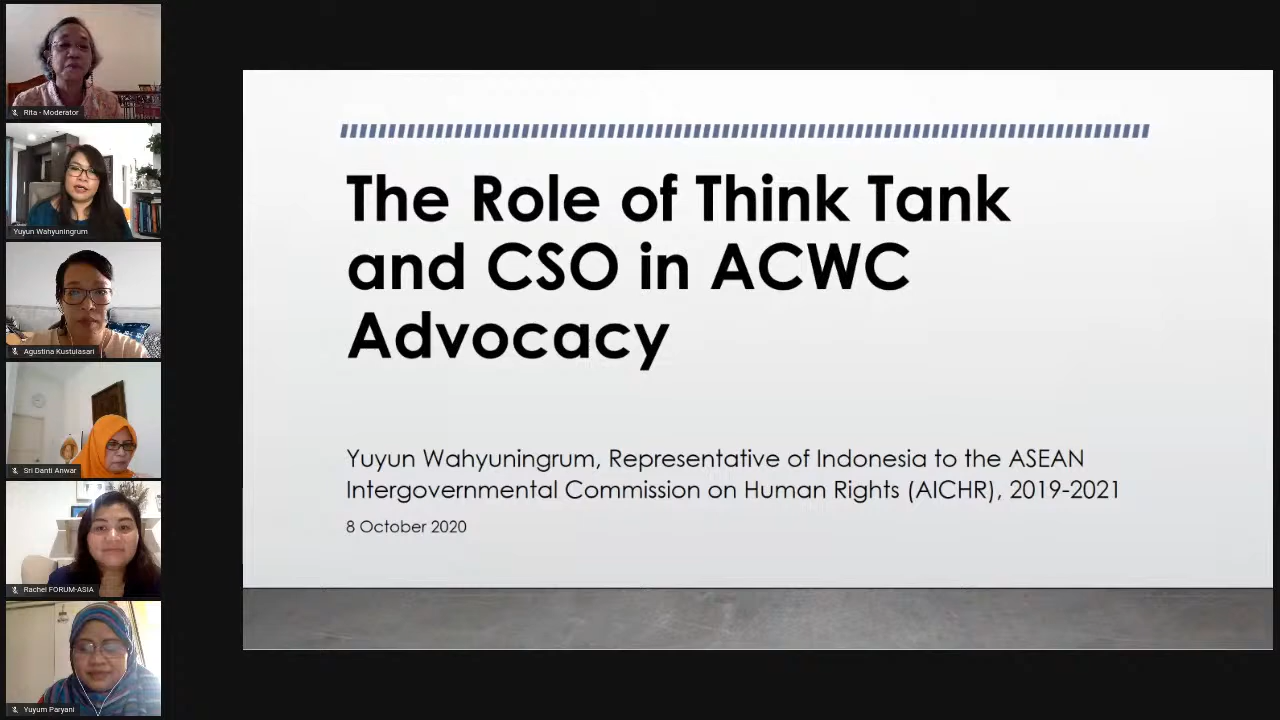 Rita - Moderator
Yuyun Wahyuningrum
Agustina Kustulasari
Sri Danti Anwar
Rachel FORUM-ASIA
Yuyum Paryani
The Role of Think Tank
and CSO in ACWC
Advocacy
Yuyun Wahyuningrum, Representative of Indonesia to the ASEAN
Intergovernmental Commission on Human Rights (AICHR), 2019-2021
8 October 2020